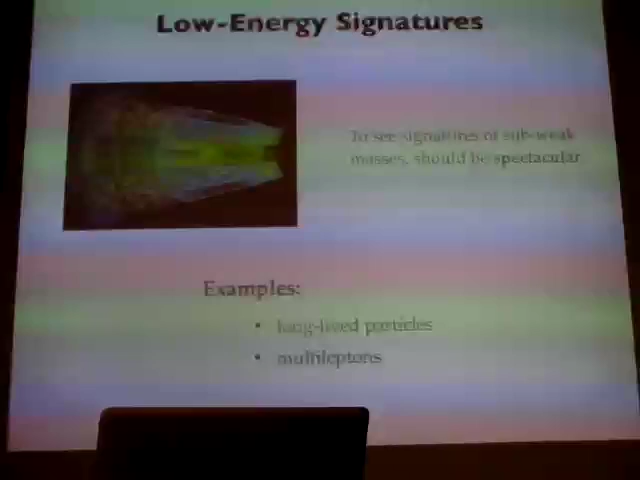 Low-Energy Signatures
To see signatures of sub-weak
masses, should be spectacular
Examples:
• long-lived particles
• multileptons